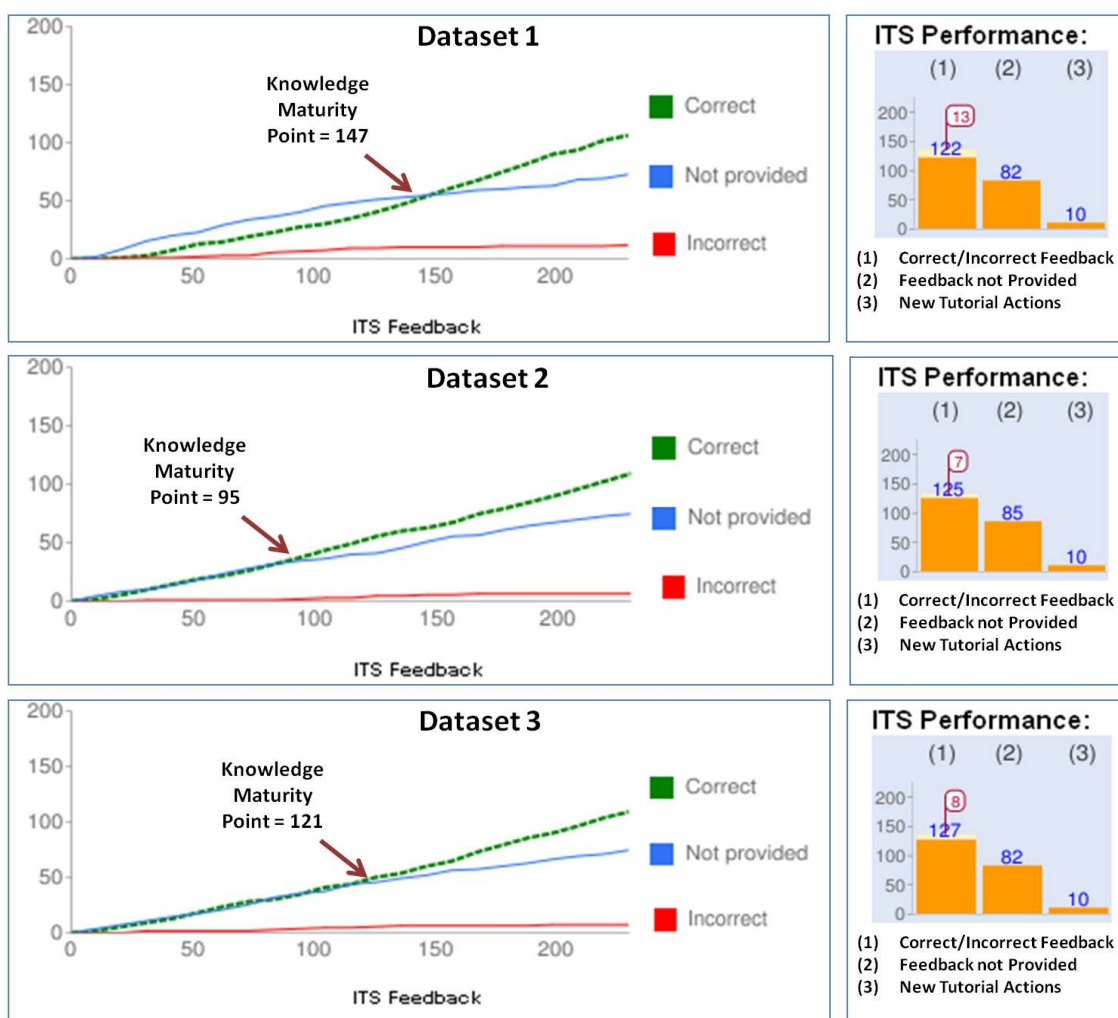 Dataset 1
200
150
100
50
0
Knowledge
Maturity
Point = 147
Correct
Not provided
Incorrect
0 50 100 150 200
ITS Feedback
ITS Performance:
(1) (2) (3)
200
150
100
50
0
13
122
82
10
(1) Correct/Incorrect Feedback
(2) Feedback not Provided
(3) New Tutorial Actions
Dataset 2
200
150
100
50
0
Knowledge
Maturity
Point = 95
Correct
Not provided
Incorrect
0 50 100 150 200
ITS Feedback
ITS Performance:
(1) (2) (3)
200
150
100
50
0
7
125
85
10
(1) Correct/Incorrect Feedback
(2) Feedback not Provided
(3) New Tutorial Actions
Dataset 3
200
150
100
50
0
Knowledge
Maturity
Point = 121
Correct
Not provided
Incorrect
0 50 100 150 200
ITS Feedback
ITS Performance:
(1) (2) (3)
200
150
100
50
0
8
127
82
10
(1) Correct/Incorrect Feedback
(2) Feedback not Provided
(3) New Tutorial Actions